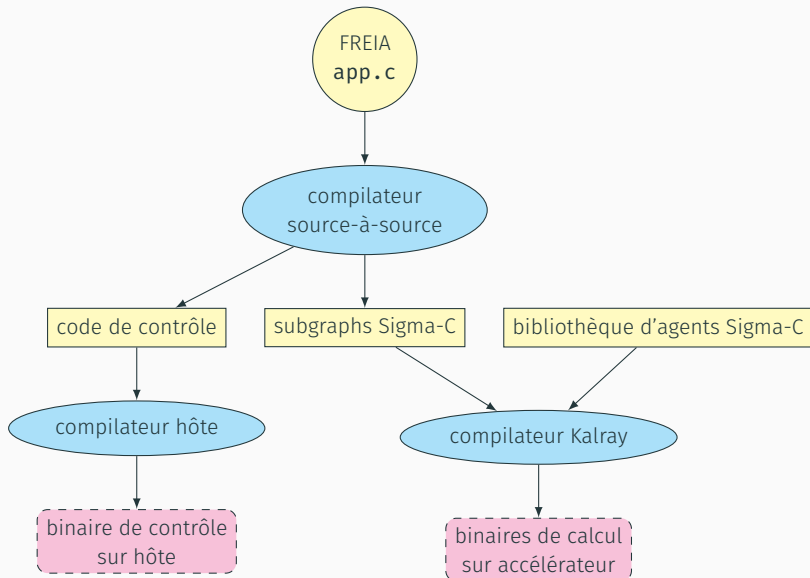 FREIA
app.c
compilateur
source-à-source
code de contrôle
subgraphs Sigma-C
bibliothèque d'agents Sigma-C
compilateur hôte
compilateur Kalray
binaire de contrôle
sur hôte
binaires de calcul
sur accélérateur